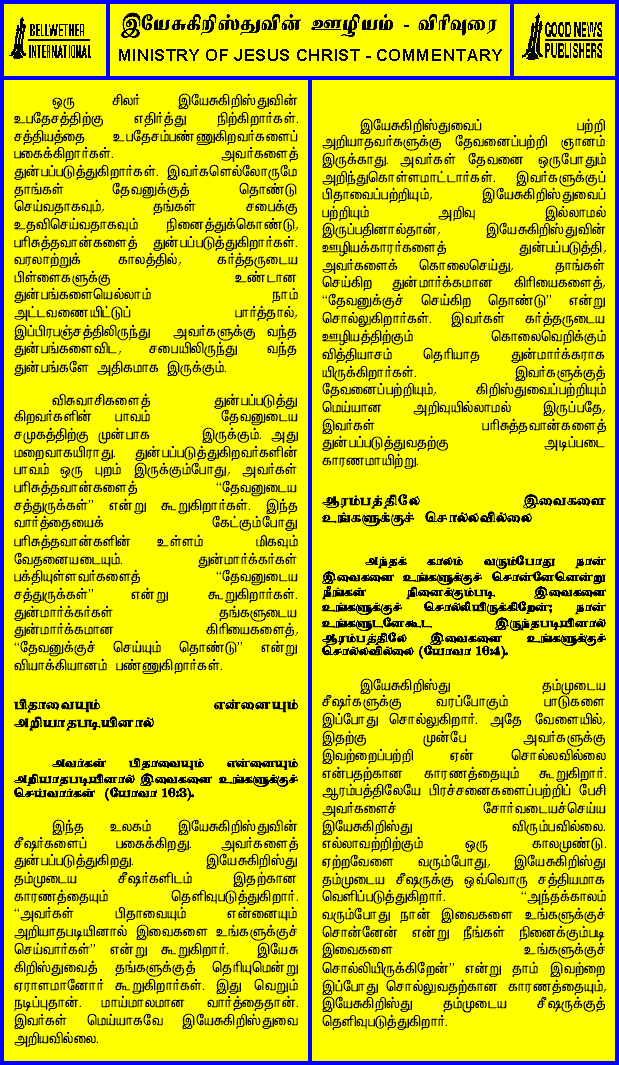 BELLWETHER
INTERNATIONAL
இயேசுகிறிஸ்துவின் ஊழியம் - விரிவுரை
MINISTRY OF JESUS CHRIST - COMMENTARY
GOOD NEWS
PUBLISHERS
ஒரு சிலர் இயேசுகிறிஸ்துவின்
உபதேசத்திற்கு எதிர்த்து நிற்கிறார்கள்.
சத்தியத்தை உபதேசம்பண்ணுகிறவர்களைப்
பகைக்கிறார்கள். அவர்களைத்
துன்பப்படுத்துகிறார்கள். இவர்களெல்லோருமே
தாங்கள் தேவனுக்குத் தொண்டு
செய்வதாகவும், தங்கள் சபைக்கு
உதவிசெய்வதாகவும் நினைத்துக்கொண்டு,
பரிசுத்தவான்களைத் துன்பப்படுத்துகிறார்கள்.
வரலாற்றுக் காலத்தில், கர்த்தருடைய
பிள்ளைகளுக்கு உண்டான
துன்பங்களையெல்லாம் நாம்
அட்டவணையிட்டுப் பார்த்தால்,
இப்பிரபஞ்சத்திலிருந்து அவர்களுக்கு வந்த
துன்பங்களைவிட, சபையிலிருந்து வந்த
துன்பங்களே அதிகமாக இருக்கும்.
விசுவாசிகளைத் துன்பப்படுத்து
கிறவர்களின் பாவம் தேவனுடைய
சமுகத்திற்கு முன்பாக இருக்கும். அது
மறைவாகயிராது. துன்பப்படுத்துகிறவர்களின்
பாவம் ஒரு புறம் இருக்கும்போது, அவர்கள்
பரிசுத்தவான்களைத் “தேவனுடைய
சத்துருக்கள்” என்று கூறுகிறார்கள். இந்த
வார்த்தையைக் கேட்கும்போது
பரிசுத்தவான்களின் உள்ளம் மிகவும்
வேதனையடையும். துன்மார்க்கர்கள்
பக்தியுள்ளவர்களைத் “தேவனுடைய
சத்துருக்கள்” என்று கூறுகிறார்கள்.
துன்மார்க்கர்கள் தங்களுடைய
துன்மார்க்கமான கிரியைகளைத்,
“தேவனுக்குச் செய்யும் தொண்டு” என்று
வியாக்கியானம் பண்ணுகிறார்கள்.
பிதாவையும் என்னையும்
அறியாதபடியினால்
அவர்கள் பிதாவையும் என்னையும்
அறியாதபடியினால் இவைகளை உங்களுக்குச்
செய்வார்கள் (யோவா 16:3).
இந்த உலகம் இயேசுகிறிஸ்துவின்
சீஷர்களைப் பகைக்கிறது. அவர்களைத்
துன்பப்படுத்துகிறது. இயேசுகிறிஸ்து
தம்முடைய சீஷர்களிடம் இதற்கான
காரணத்தையும் தெளிவுபடுத்துகிறார்.
“அவர்கள் பிதாவையும் என்னையும்
அறியாதபடியினால் இவைகளை உங்களுக்குச்
செய்வார்கள்” என்று கூறுகிறார். இயேசு
கிறிஸ்துவைத் தங்களுக்குத் தெரியுமென்று
ஏராளமானோர் கூறுகிறார்கள். இது வெறும்
நடிப்புதான். மாய்மாலமான வார்த்தைதான்.
இவர்கள் மெய்யாகவே இயேசுகிறிஸ்துவை
அறியவில்லை.
இயேசுகிறிஸ்துவைப் பற்றி
அறியாதவர்களுக்கு தேவனைப்பற்றி ஞானம்
இருக்காது. அவர்கள் தேவனை ஒருபோதும்
அறிந்துகொள்ளமாட்டார்கள். இவர்களுக்குப்
பிதாவைப்பற்றியும், இயேசுகிறிஸ்துவைப்
பற்றியும் அறிவு இல்லாமல்
இருப்பதினால்தான், இயேசுகிறிஸ்துவின்
ஊழியக்காரர்களைத் துன்பப்படுத்தி,
அவர்களைக் கொலைசெய்து, தாங்கள்
செய்கிற துன்மார்க்கமான கிரியைகளைத்,
“தேவனுக்குச் செய்கிற தொண்டு” என்று
சொல்லுகிறார்கள். இவர்கள் கர்த்தருடைய
ஊழியத்திற்கும் கொலைவெறிக்கும்
வித்தியாசம் தெரியாத துன்மார்க்கராக
யிருக்கிறார்கள். இவர்களுக்குத்
தேவனைப்பற்றியும், கிறிஸ்துவைப்பற்றியும்
மெய்யான அறிவுயில்லாமல் இருப்பதே,
இவர்கள் பரிசுத்தவான்களைத்
துன்பப்படுத்துவதற்கு அடிப்படை
காரணமாயிற்று.
ஆரம்பத்திலே இவைகளை
உங்களுக்குச் சொல்லவில்லை
அந்தக் காலம் வரும்போது நான்
இவைகளை உங்களுக்குச் சொன்னேனென்று
நீங்கள் நினைக்கும்படி இவைகளை
உங்களுக்குச் சொல்லியிருக்கிறேன்; நான்
உங்களுடனேகூட இருந்தபடியினால்
ஆரம்பத்திலே இவைகளை உங்களுக்குச்
சொல்லவில்லை (யோவா 16:4).
இயேசுகிறிஸ்து தம்முடைய
சீஷர்களுக்கு வரப்போகும் பாடுகளை
இப்போது சொல்லுகிறார். அதே வேளையில்,
இதற்கு முன்பே அவர்களுக்கு
இவற்றைப்பற்றி ஏன் சொல்லவில்லை
என்பதற்கான காரணத்தையும் கூறுகிறார்.
ஆரம்பத்திலேயே பிரச்சனைகளைப்பற்றிப் பேசி
அவர்களைச் சோர்வடையச்செய்ய
இயேசுகிறிஸ்து விரும்பவில்லை.
எல்லாவற்றிற்கும் ஒரு காலமுண்டு.
ஏற்றவேளை வரும்போது, இயேசுகிறிஸ்து
தம்முடைய சீஷருக்கு ஒவ்வொரு சத்தியமாக
வெளிப்படுத்துகிறார். “அந்தக்காலம்
வரும்போது நான் இவைகளை உங்களுக்குச்
சொன்னேன் என்று நீங்கள் நினைக்கும்படி
இவைகளை உங்களுக்குச்
சொல்லியிருக்கிறேன்” என்று தாம் இவற்றை
இப்போது சொல்லுவதற்கான காரணத்தையும்,
இயேசுகிறிஸ்து தம்முடைய சீஷருக்குத்
தெளிவுபடுத்துகிறார்.